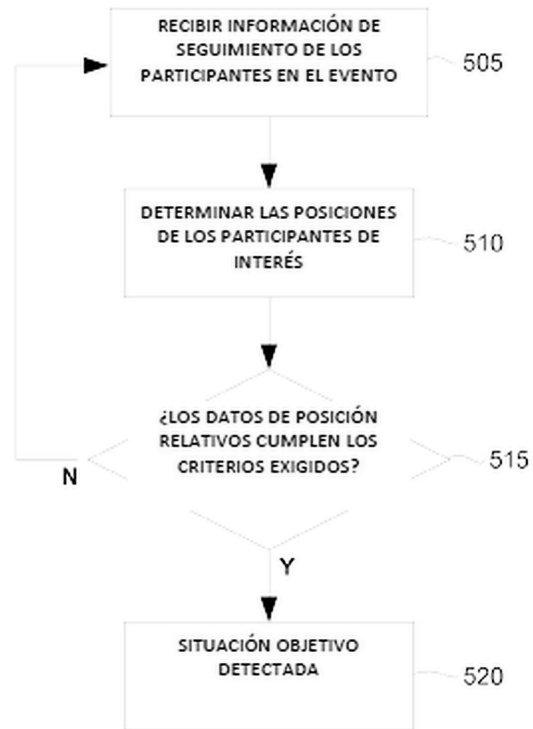 RECIBIR INFORMACIÓN DE
SEGUIMIENTO DE LOS
PARTICIPANTES EN EL EVENTO
505
DETERMINAR LAS POSICIONES
DE LOS PARTICIPANTES DE
INTERÉS
510
¿LOS DATOS DE POSICIÓN
RELATIVOS CUMPLEN LOS
CRITERIOS EXIGIDOS?
515
N
Y
SITUACIÓN OBJETIVO
DETECTADA
520